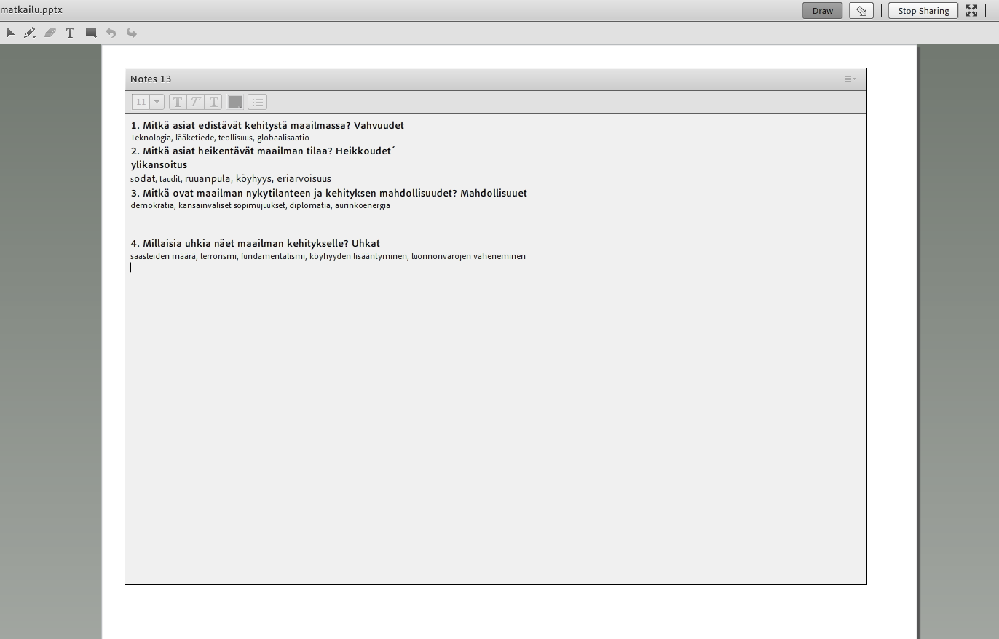 matkailu.pptx
Draw
Stop Sharing
T
Notes 13
11 T T T
1. Mitkä asiat edistävät kehitystä maailmassa? Vahvuudet
Teknologia, lääketiede, teollisuus, globaalisaatio
2. Mitkä asiat heikentävät maailman tilaa? Heikkoudet´
ylikansoitus
sodat, taudit, ruuanpula, köyhyys, eriarvoisuus
3. Mitkä ovat maailman nykytilanteen ja kehityksen mahdollisuudet? Mahdollisuuet
demokratia, kansainväliset sopimujuukset, diplomatia, aurinkoenergia
4. Millaisia uhkia näet maailman kehitykselle? Uhkat
saasteiden määrä, terrorismi, fundamentalismi, köyhyyden lisääntyminen, luonnonvarojen vaheneminen